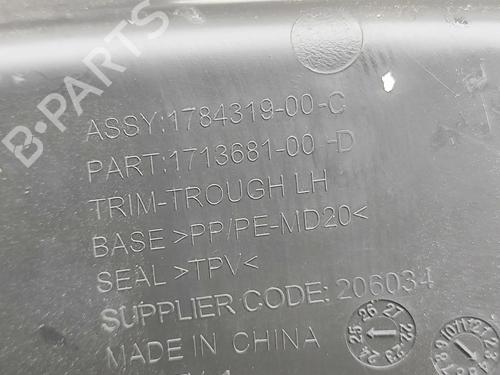 B-PARTS
ASSY:1784319-00-C
PART:1713681-00-D
TRIM-TROUGH LH
BASE >PP/PE-MD20<
SEAL >TPV<
SUPPLIER CODE: 206034
MADE IN CHINA